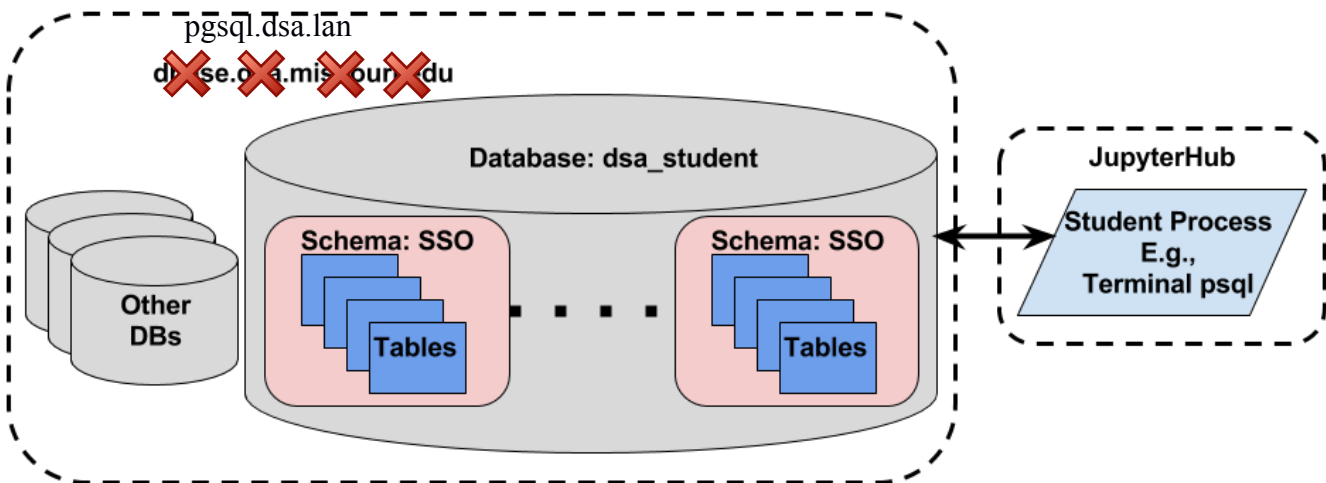 pgsql.dsa.lan
Database: dsa_student
JupyterHub
Schema: SSO
Schema: SSO
Student Process
E.g.,
Terminal psql
Other
DBs
Tables
Tables